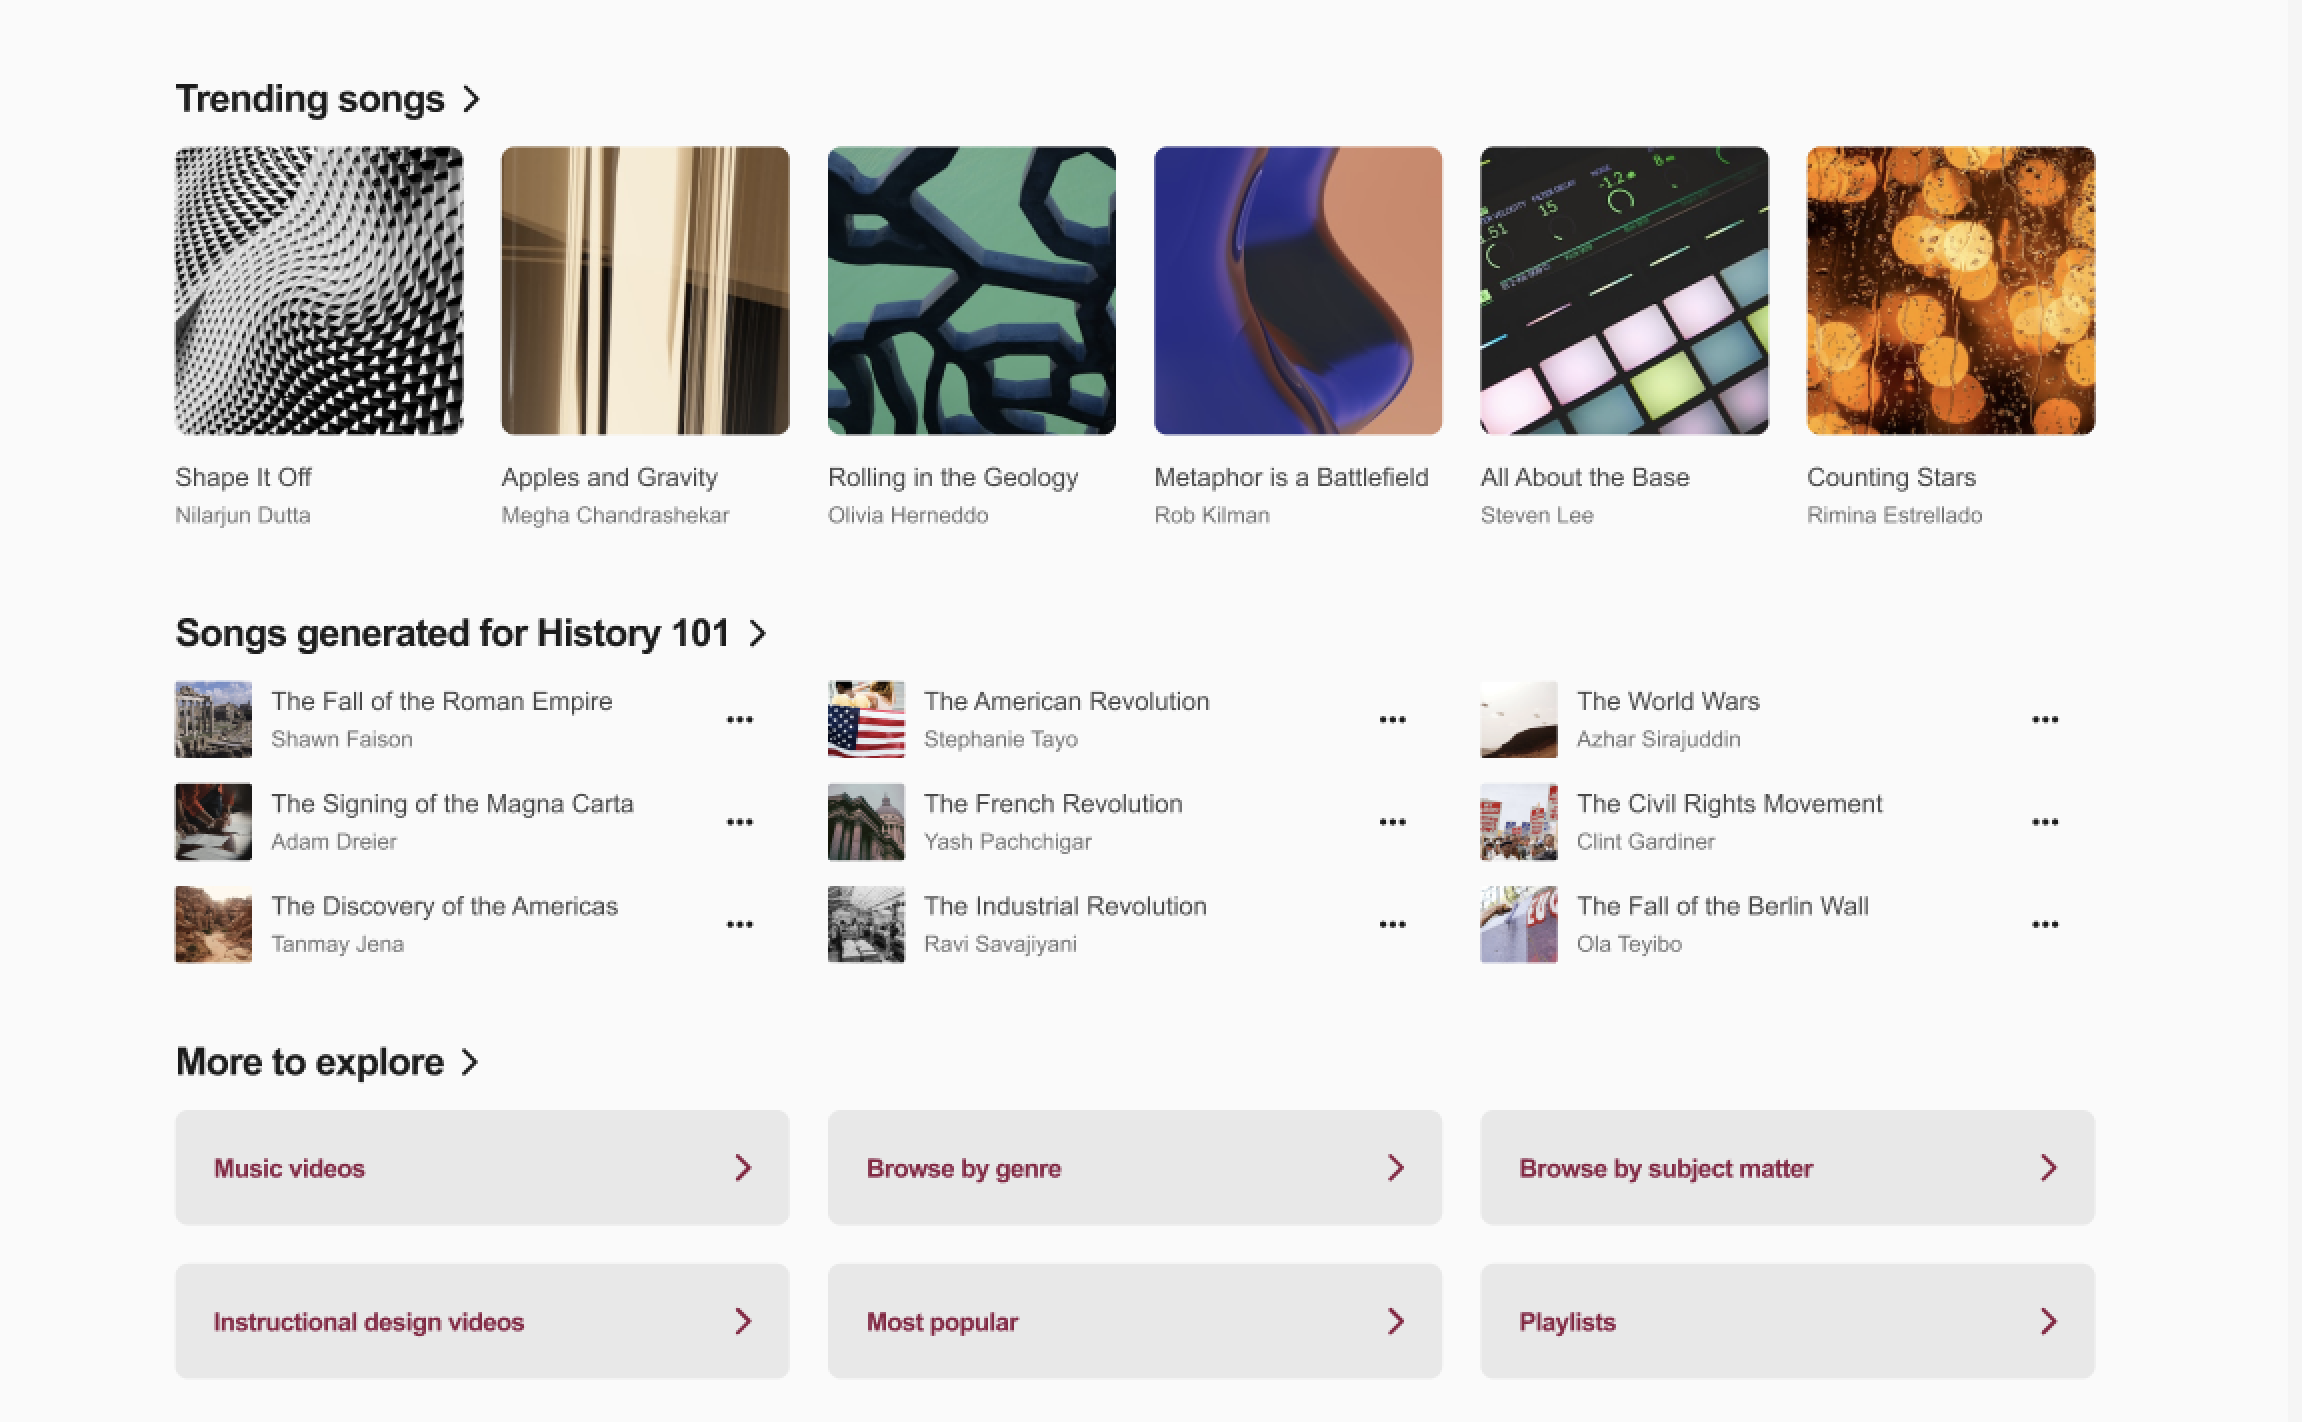 Trending songs
Shape It Off
Nilarjun Dutta
Apples and Gravity
Megha Chandrashekar
Rolling in the Geology
Olivia Herneddo
Metaphor is a Battlefield
Rob Kilman
All About the Base
Steven Lee
Counting Stars
Rimina Estrellado
Songs generated for History 101
The Fall of the Roman Empire
Shawn Faison
The American Revolution
Stephanie Tayo
The World Wars
Azhar Sirajuddin
The Signing of the Magna Carta
Adam Dreier
The French Revolution
Yash Pachchigar
The Civil Rights Movement
Clint Gardiner
The Discovery of the Americas
Tanmay Jena
The Industrial Revolution
Ravi Savajiyani
The Fall of the Berlin Wall
Ola Teyibo
More to explore
Music videos
Browse by genre
Browse by subject matter
Instructional design videos
Most popular
Playlists